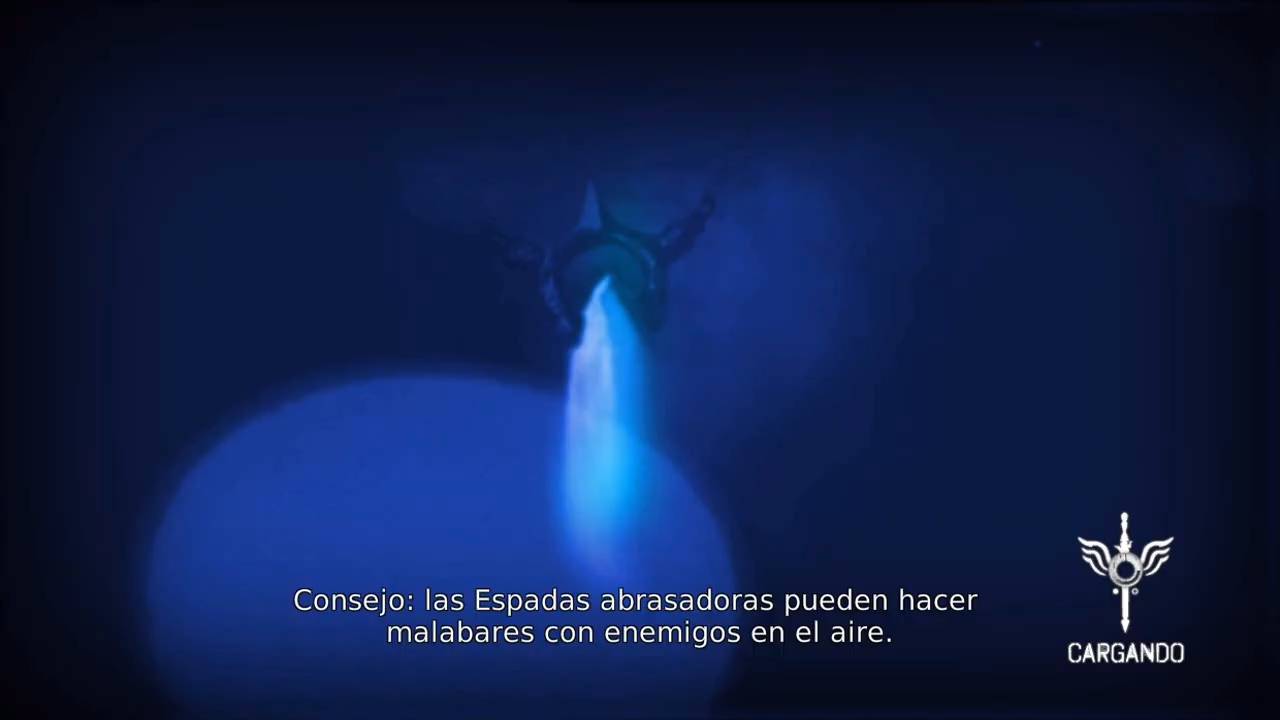 Consejo: las Espadas abrasadoras pueden hacer
malabares con enemigos en el aire.
CARGANDO